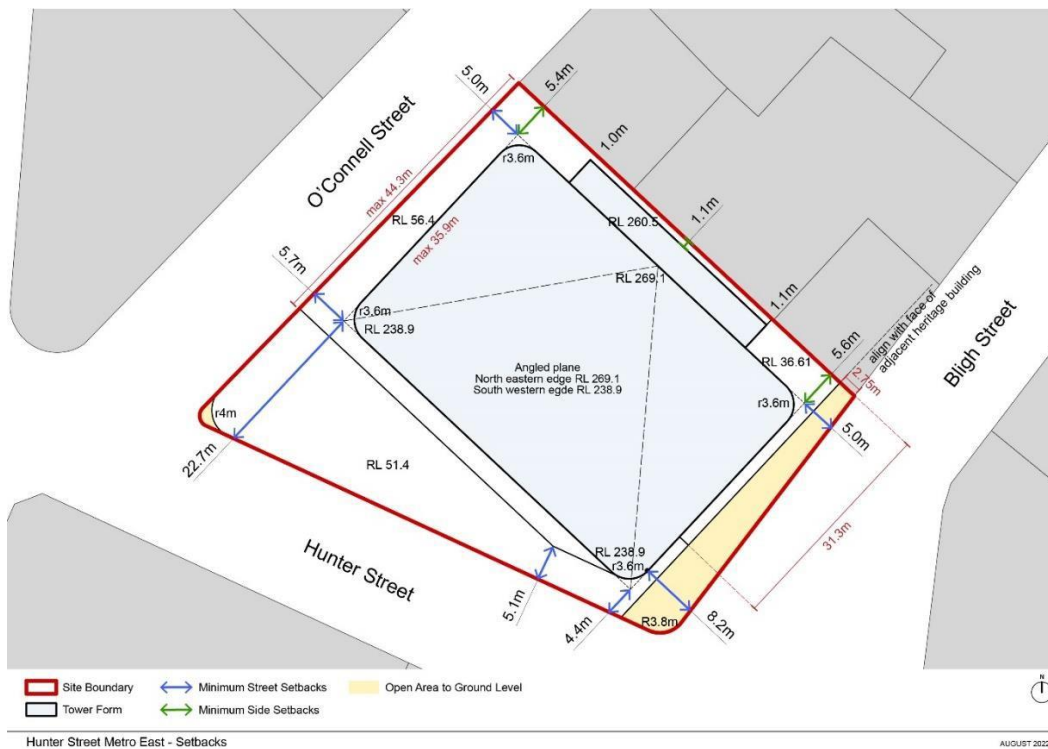 5.0m
5.4m
O'Connell Street
max 44.3m
r3.6m
1.0m
RL 56.4
max 35.9m
RL 260.5
1.1m
5.7m
RL 269.1
r3.6m
RL 238.9
1.1m
align with face of
adjacent heritage building
Bligh Street
RL 36.61
5.6m
2.75m
Angled plane
North eastern edge RL 269.1
South western egde RL 238.9
r3.6m
r4m
5.0m
22.7m
RL 51.4
31.3m
Hunter Street
RL 238.9
r3.6m
5.1m
4.4m
R3.8m
8.2m
N
Site Boundary
Minimum Street Setbacks
Open Area to Ground Level
Tower Form
Minimum Side Setbacks
Hunter Street Metro East - Setbacks
AUGUST 2022